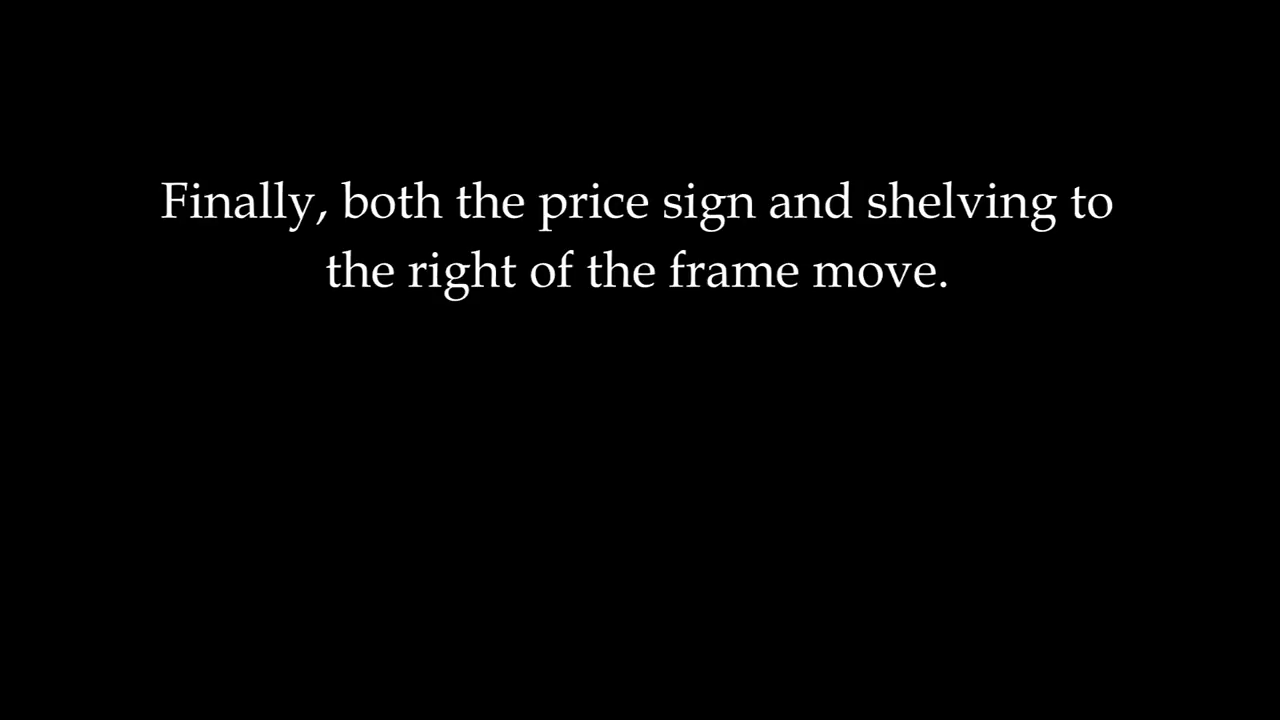 Finally, both the price sign and shelving to
the right of the frame move.